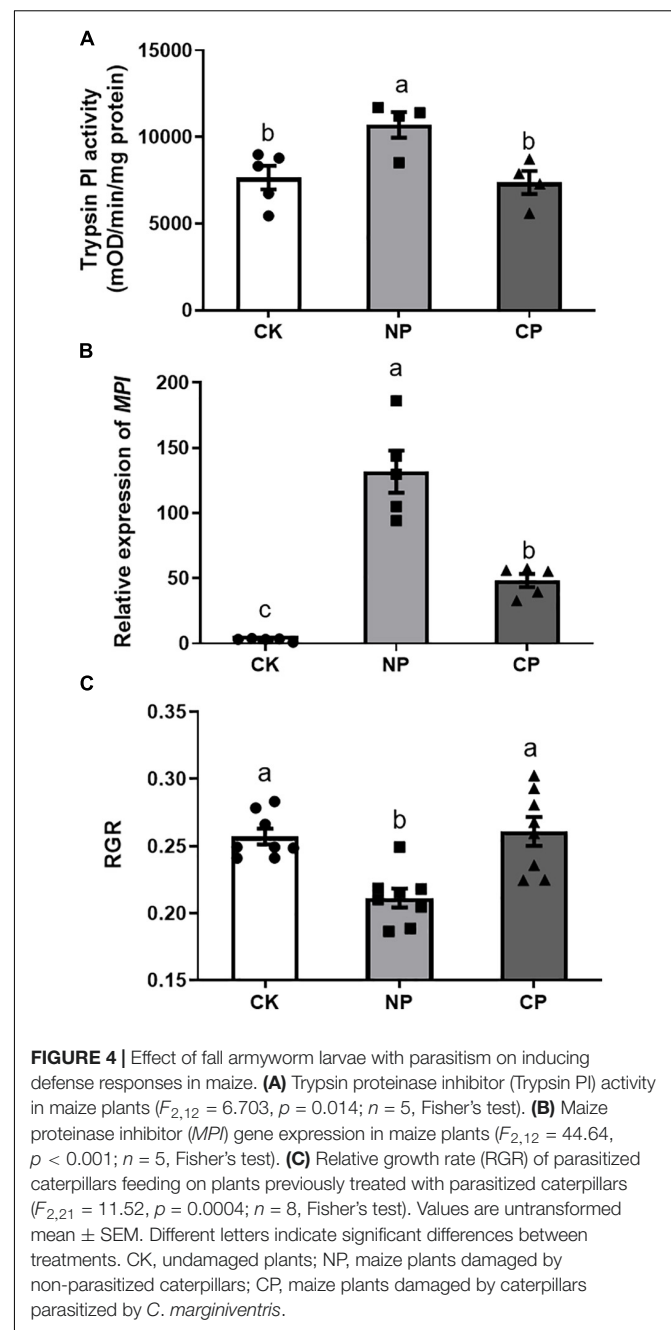 A
15000
10000
5000
0
Trypsin PI activity
(mOD/min/mg protein)
b
a
b
CK
NP
CP
B
200
150
100
50
0
Relative expression of MPI
c
a
b
CK
NP
CP
C
0.35
0.30
0.25
0.20
0.15
RGR
a
b
a
CK
NP
CP
FIGURE 4 | Effect of fall armyworm larvae with parasitism on inducing
defense responses in maize. (A) Trypsin proteinase inhibitor (Trypsin PI) activity
in maize plants (F2,12 = 6.703, p = 0.014; n = 5, Fisher's test). (B) Maize
proteinase inhibitor (MPI) gene expression in maize plants (F2,12 = 44.64,
p < 0.001; n = 5, Fisher's test). (C) Relative growth rate (RGR) of parasitized
caterpillars feeding on plants previously treated with parasitized caterpillars
(F2,21 = 11.52, p = 0.0004; n = 8, Fisher's test). Values are untransformed
mean ± SEM. Different letters indicate significant differences between
treatments. CK, undamaged plants; NP, maize plants damaged by
non-parasitized caterpillars; CP, maize plants damaged by caterpillars
parasitized by C. marginiventris.